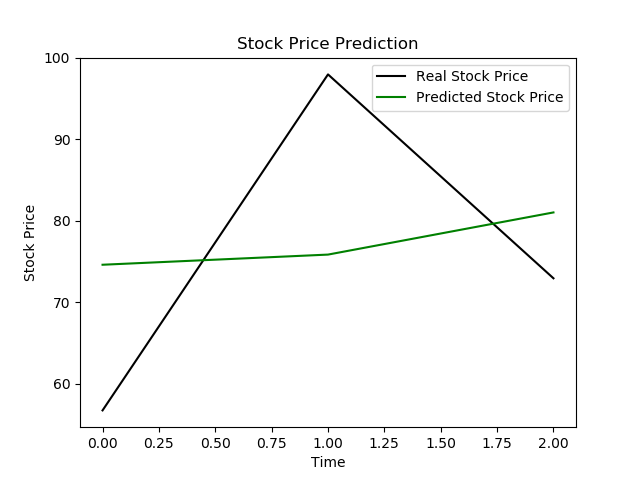 Stock Price Prediction
Real Stock Price
Predicted Stock Price
Stock Price
100
90
80
70
60
0.00 0.25 0.50 0.75 1.00 1.25 1.50 1.75 2.00
Time